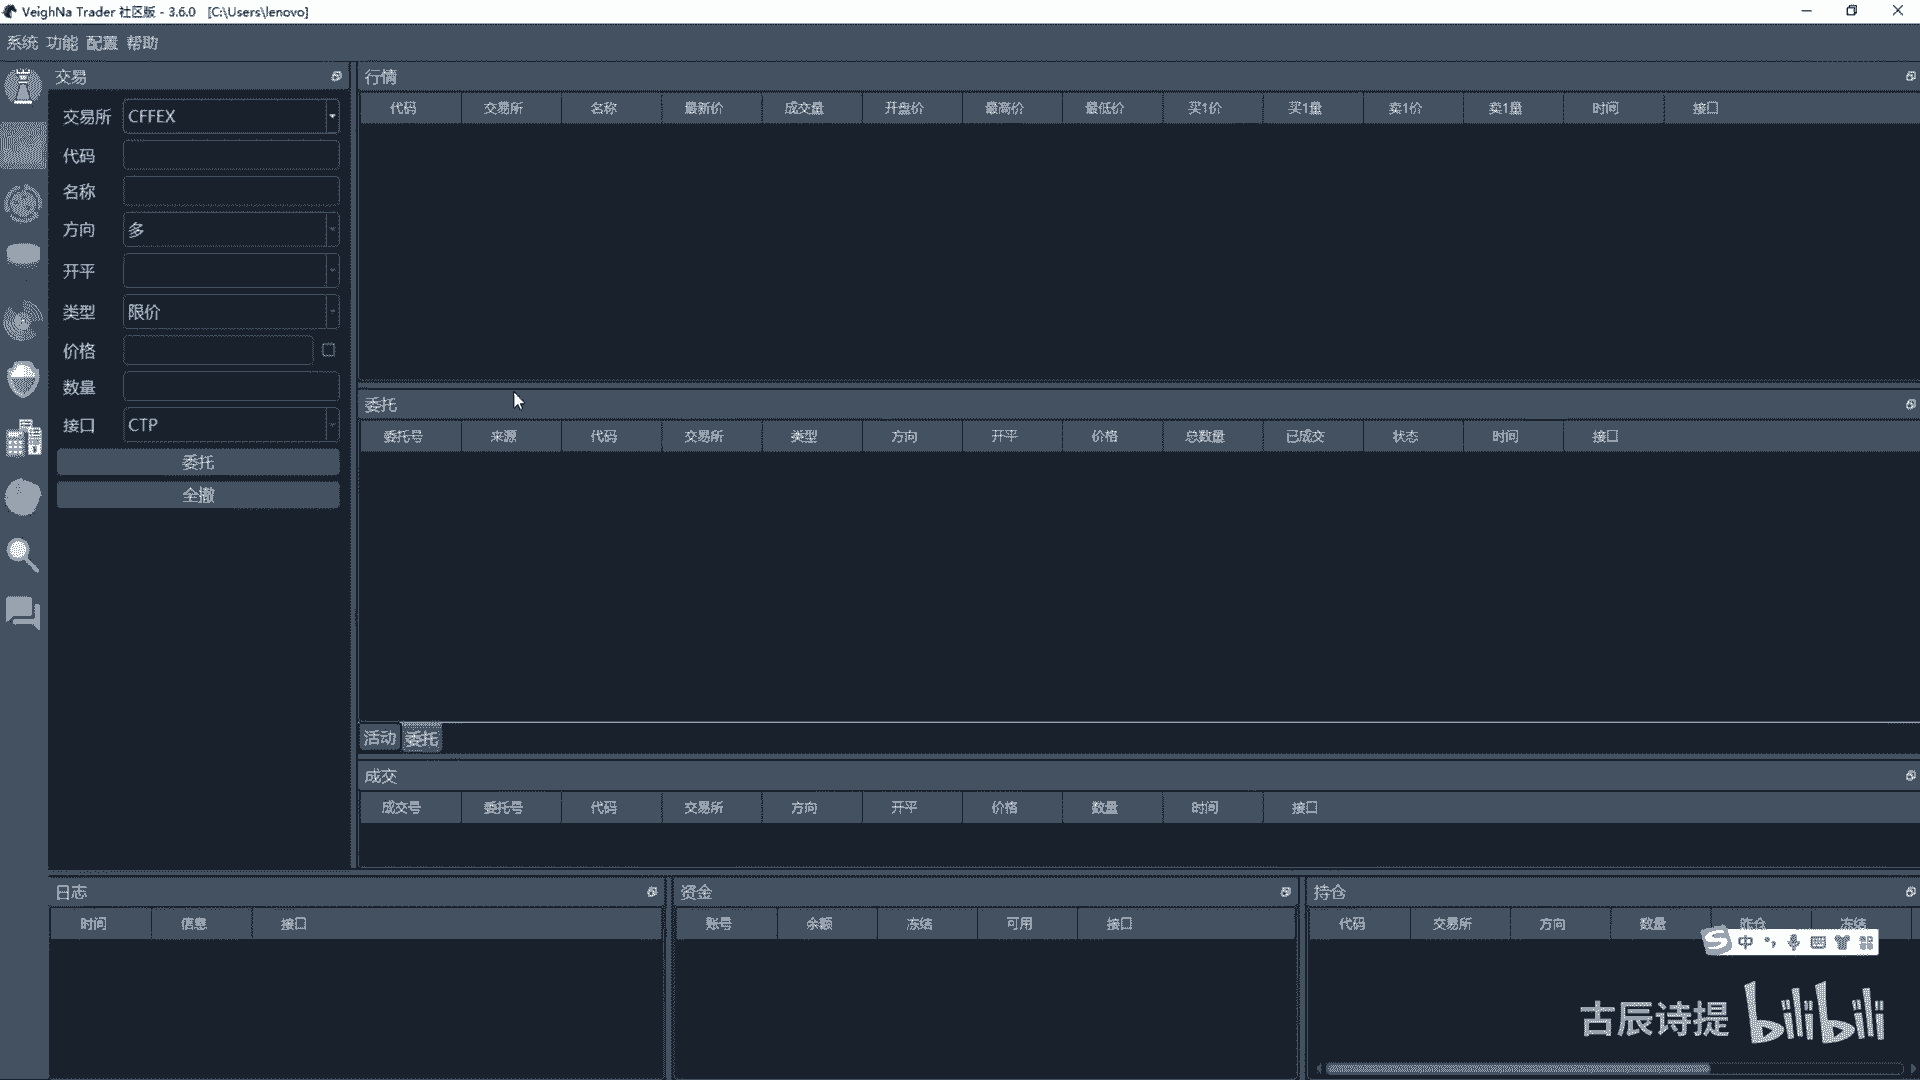 VeighNa Trader 社区版 - 3.6.0 [C:\Users\lenovo]
系统 功能 配置 帮助
交易
交易所 CFFEX
代码
名称
方向 多
开平
类型 限价
价格
数量
接口 CTP
委托
全撤
行情
代码 交易所 名称 最新价 成交量 开盘价 最高价 最低价 买1价 买1量 卖1价 卖1量 时间 接口
委托
委托号 来源 代码 交易所 类型 方向 开平 价格 总数量 已成交 状态 时间 接口
活动 委托
成交
成交号 委托号 代码 交易所 方向 开平 价格 数量 时间 接口
日志
时间 信息 接口
资金
账号 余额 冻结 可用 接口
持仓
代码 交易所 方向 数量 昨仓 冻结
S 中
古辰诗提 bilibili